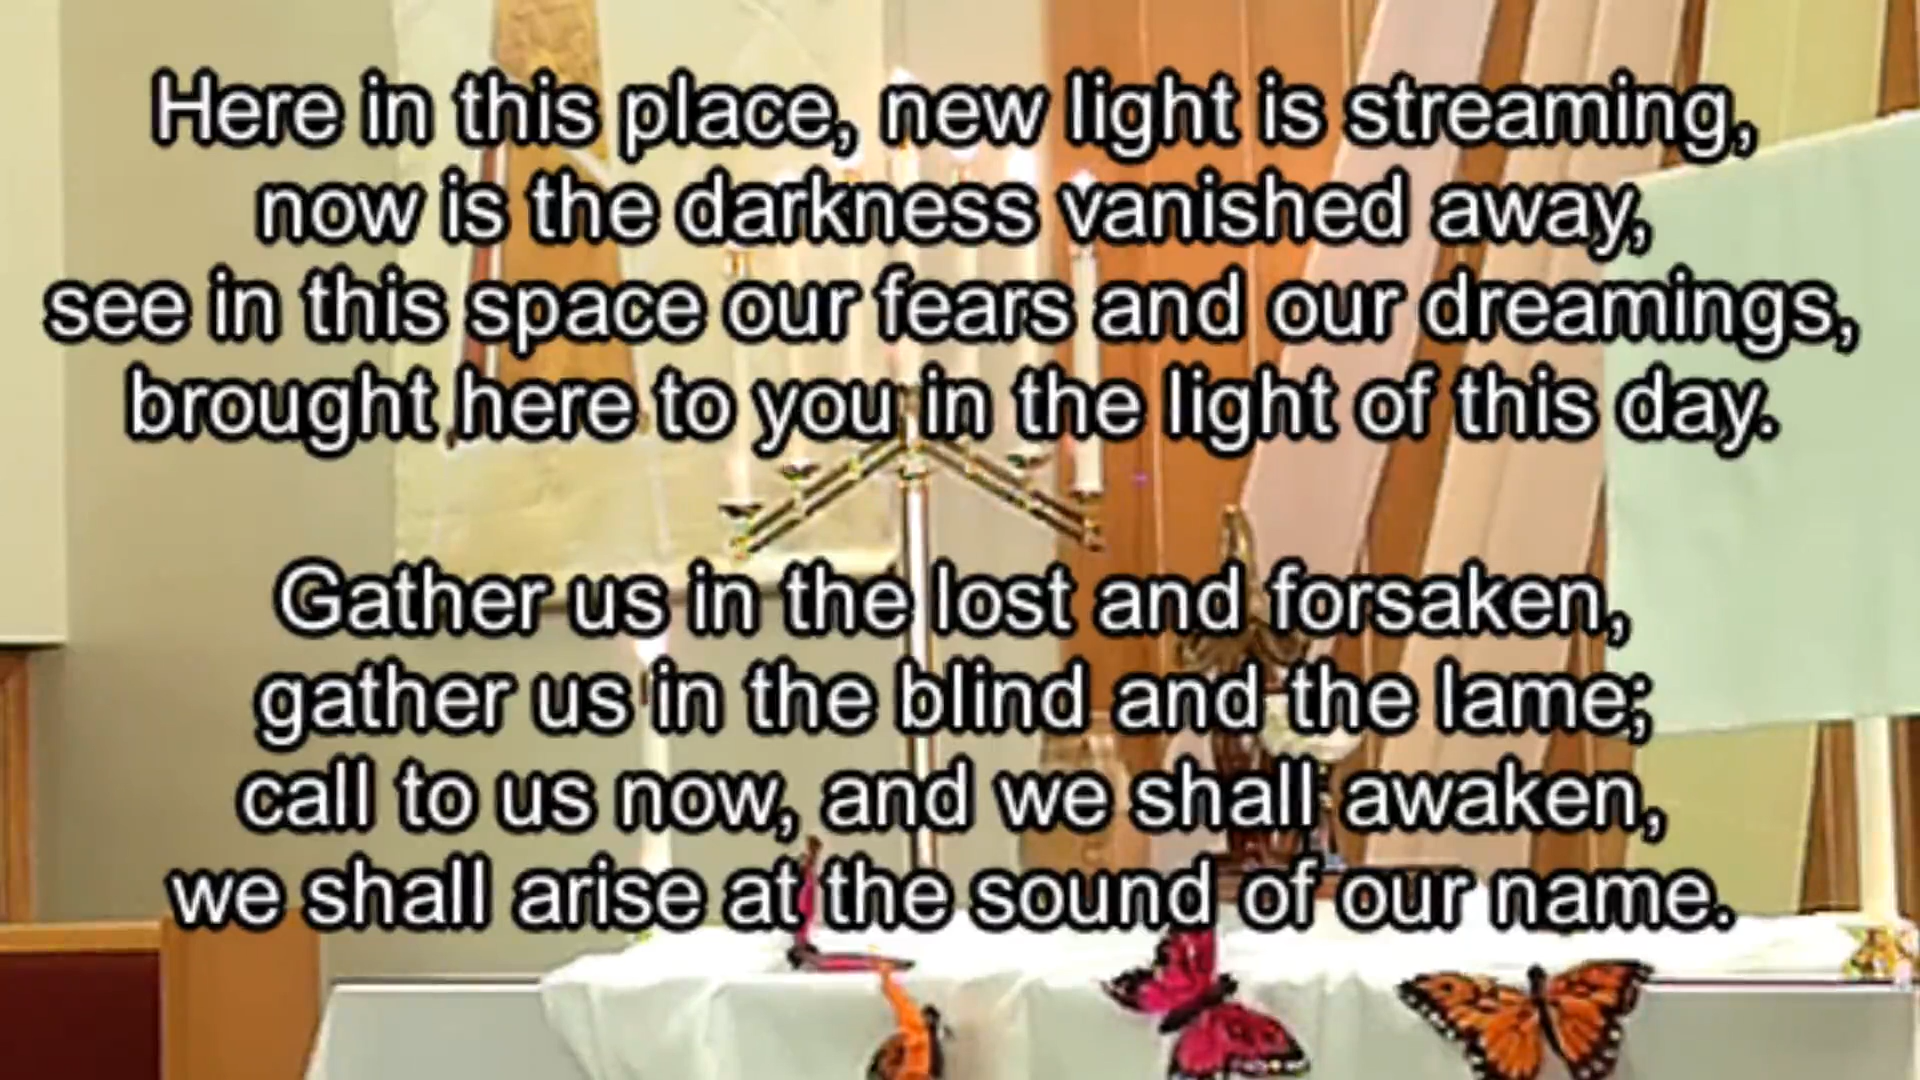 Here in this place, new light is streaming,
now is the darkness vanished away,
see in this space our fears and our dreamings,
brought here to you in the light of this day.
Gather us in the lost and forsaken,
gather us in the blind and the lame;
call to us now, and we shall awaken,
we shall arise at the sound of our name.